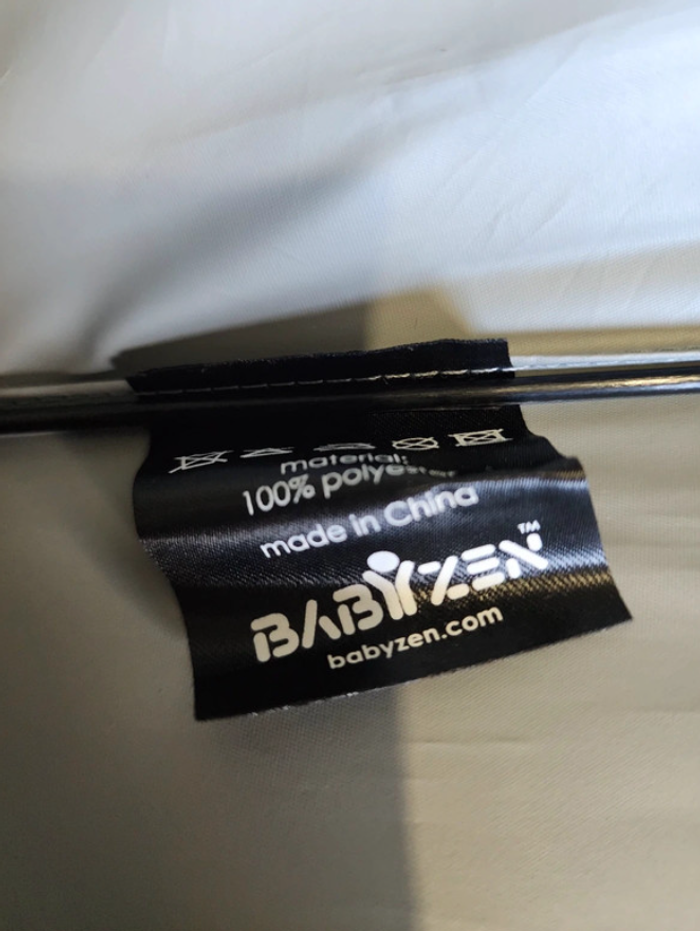 material:
100% polyester
made in China
BABYZEN™
babyzen.com